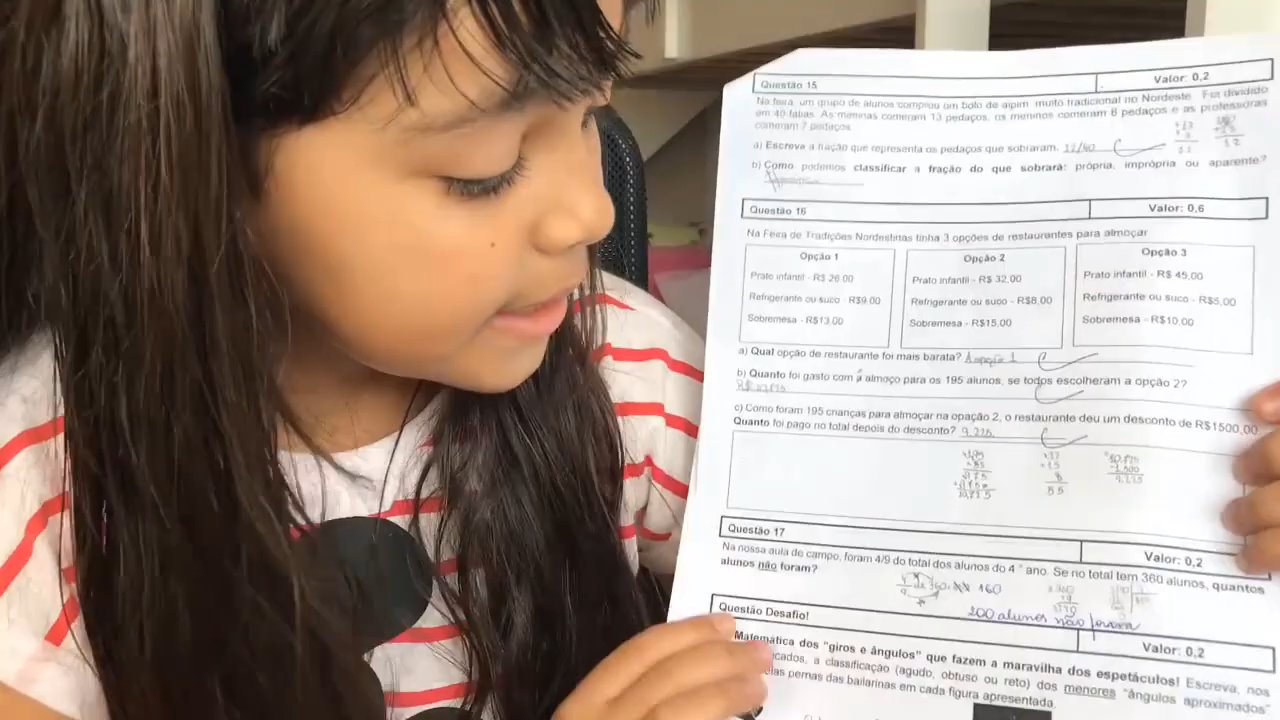 Questão 15 Valor: 0,2
Na feira, um grupo de alunos comprou um bolo de aipim, muito tradicional no Nordeste. Foi dividido
em 40 fatias. As meninas comeram 13 pedaços, os meninos comeram 8 pedaços e as professoras
comeram 7 pedaços.
a) Escreva a fração que representa os pedaços que sobraram. 12/40
b) Como podemos classificar a fração do que sobrara: própria, imprópria ou aparente?
Questão 16 Valor: 0,6
Na Feira de Tradições Nordestinas tinha 3 opções de restaurantes para almoçar
Opção 1
Prato infantil - R$ 26,00
Refrigerante ou suco - R$9,00
Sobremesa - R$13,00
Opção 2
Prato infantil - R$ 32,00
Refrigerante ou suco - R$8,00
Sobremesa - R$15,00
Opção 3
Prato infantil - R$ 45,00
Refrigerante ou suco - R$5,00
Sobremesa - R$10,00
a) Qual opção de restaurante foi mais barata? A opção 1
b) Quanto foi gasto com a almoço para os 195 alunos, se todos escolheram a opção 2?
c) Como foram 195 crianças para almoçar na opação 2, o restaurante deu um desconto de R$1500,00.
Quanto foi pago no total depois do desconto? 9.225
Questão 17 Valor: 0,2
Na nossa aula de campo, foram 4/9 do total dos alunos do 4 ° ano. Se no total tem 360 alunos, quantos
alunos não foram?
160
200 alunos não foram
Questão Desafio! Valor: 0,2
Matemática dos "giros e ângulos" que fazem a maravilha dos espetáculos! Escreva, nos
a classificação (agudo, obtuso ou reto) dos menores "ângulos aproximados"
pernas das bailarinas em cada figura apresentada.